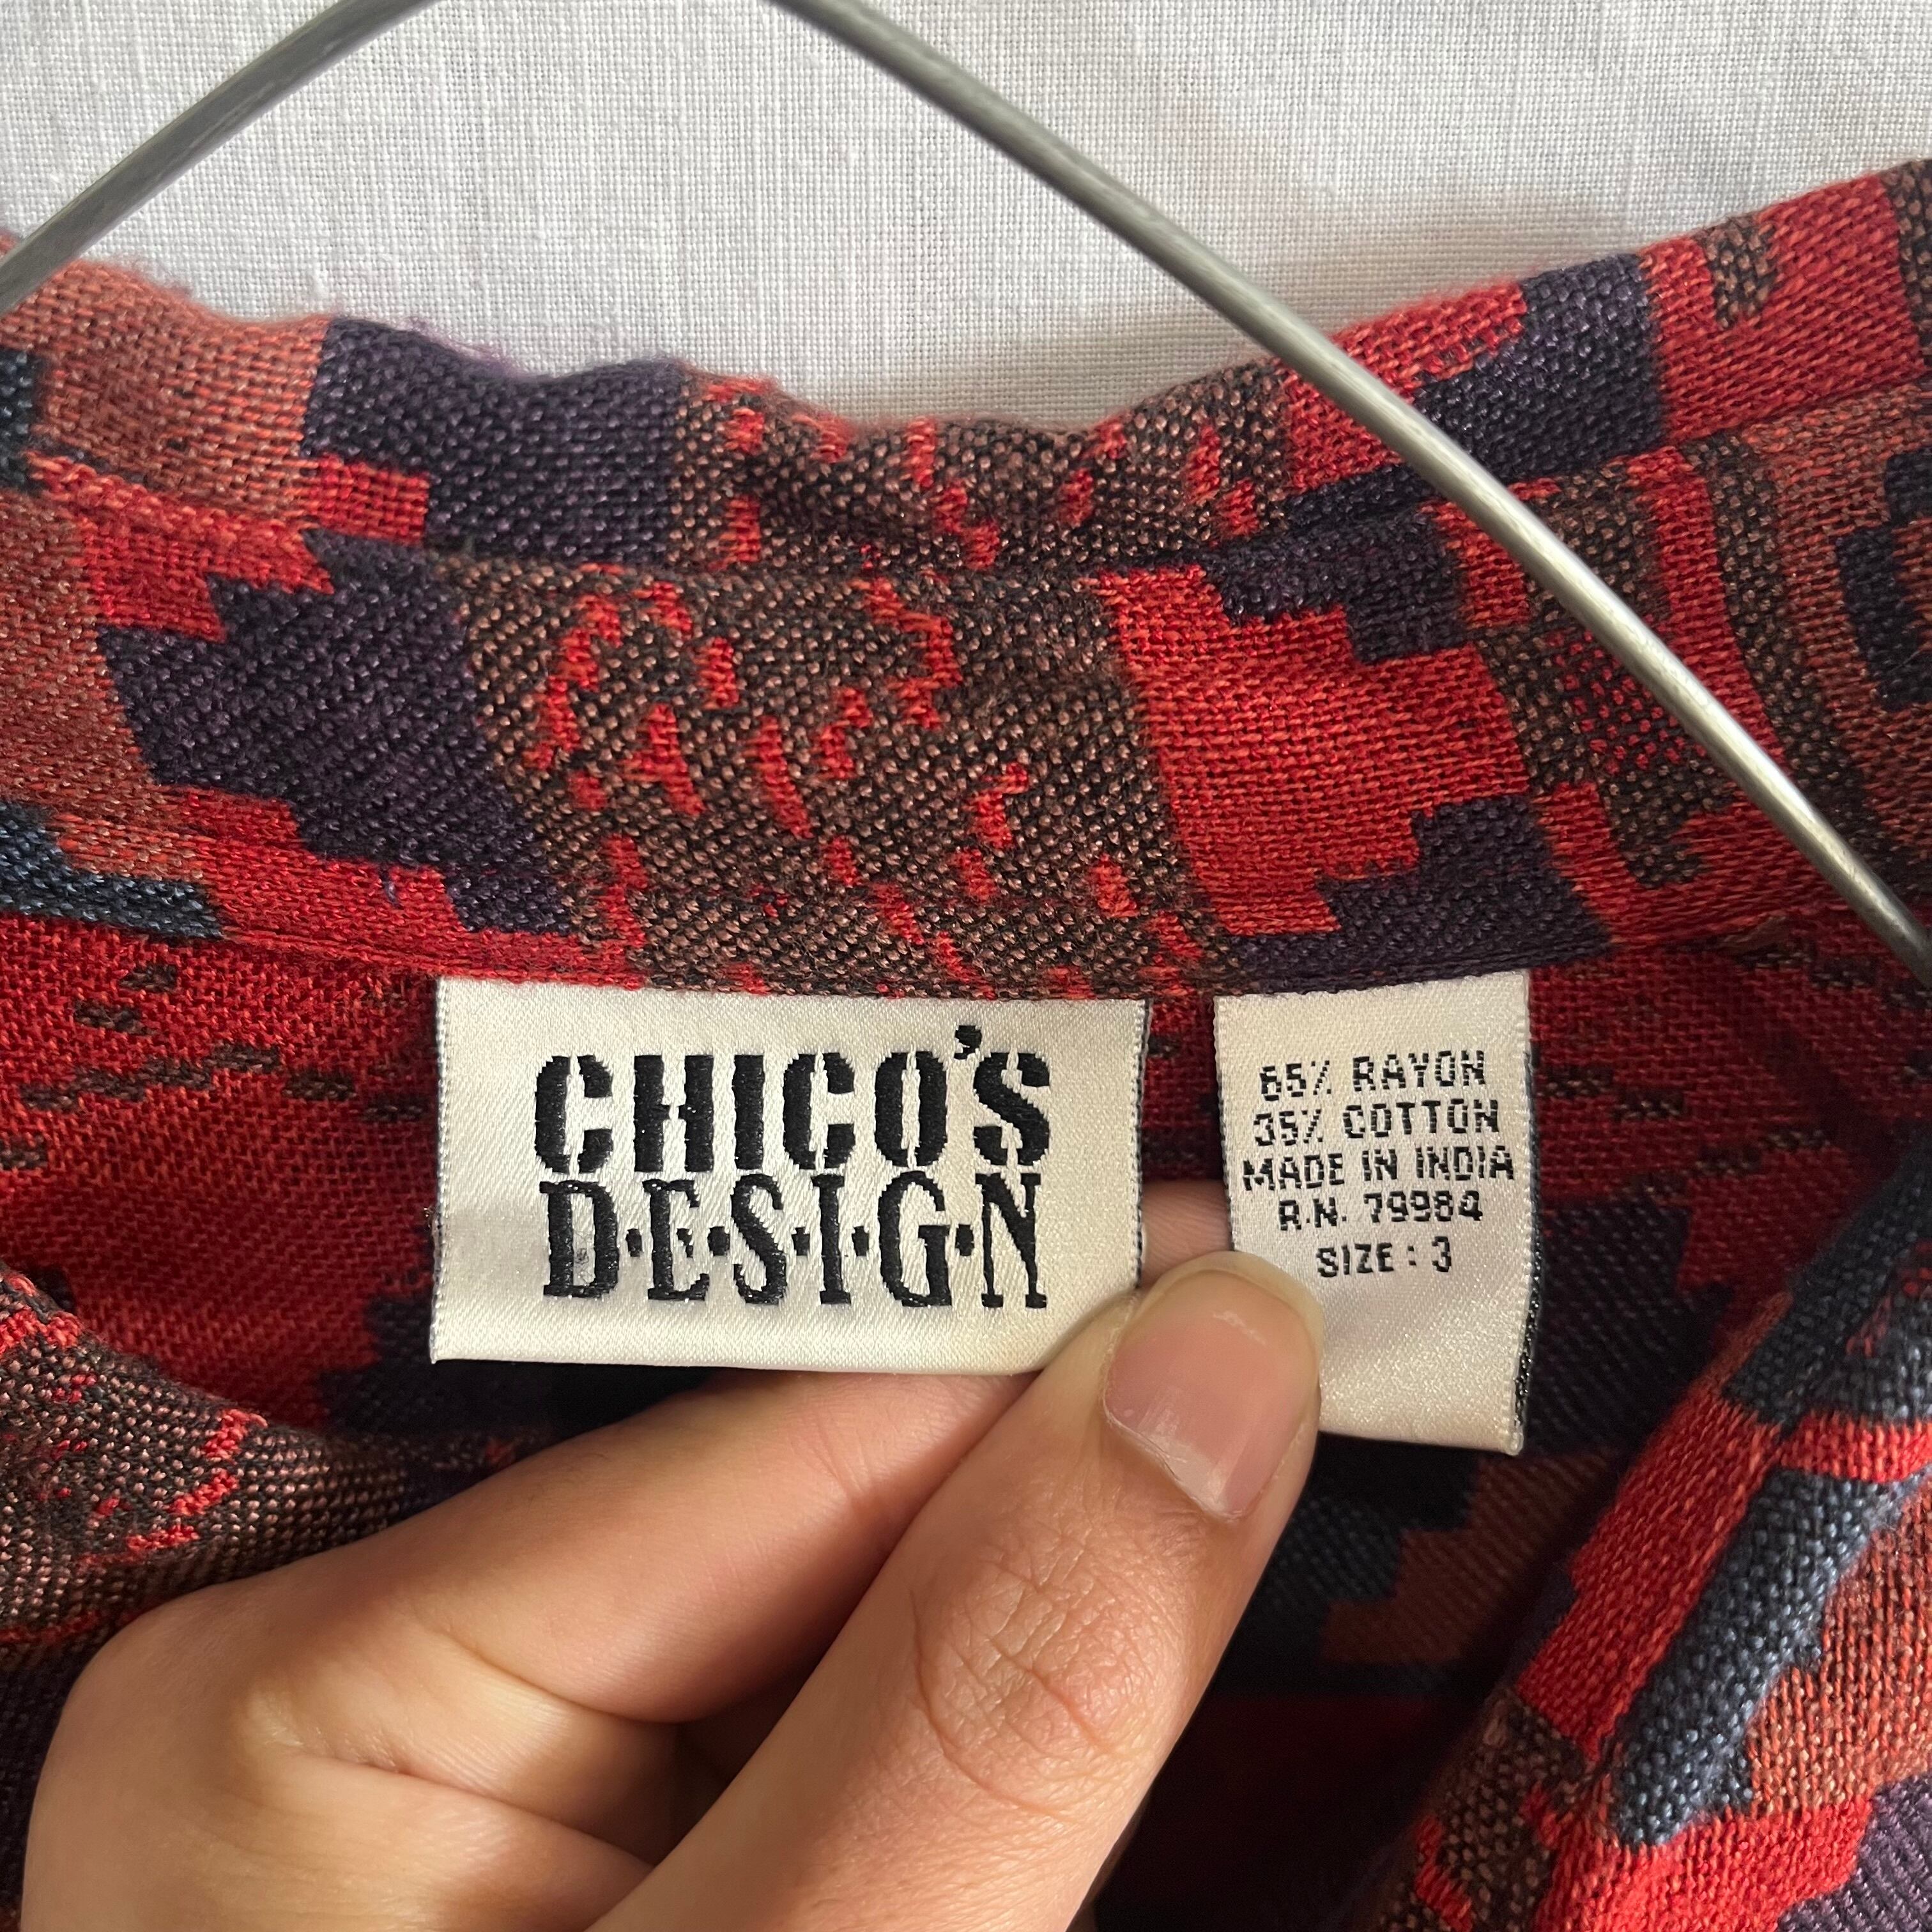 CHICO'S
D·E·S·I·G·N
65% RAYON
35% COTTON
MADE IN INDIA
R.N. 79984
SIZE : 3